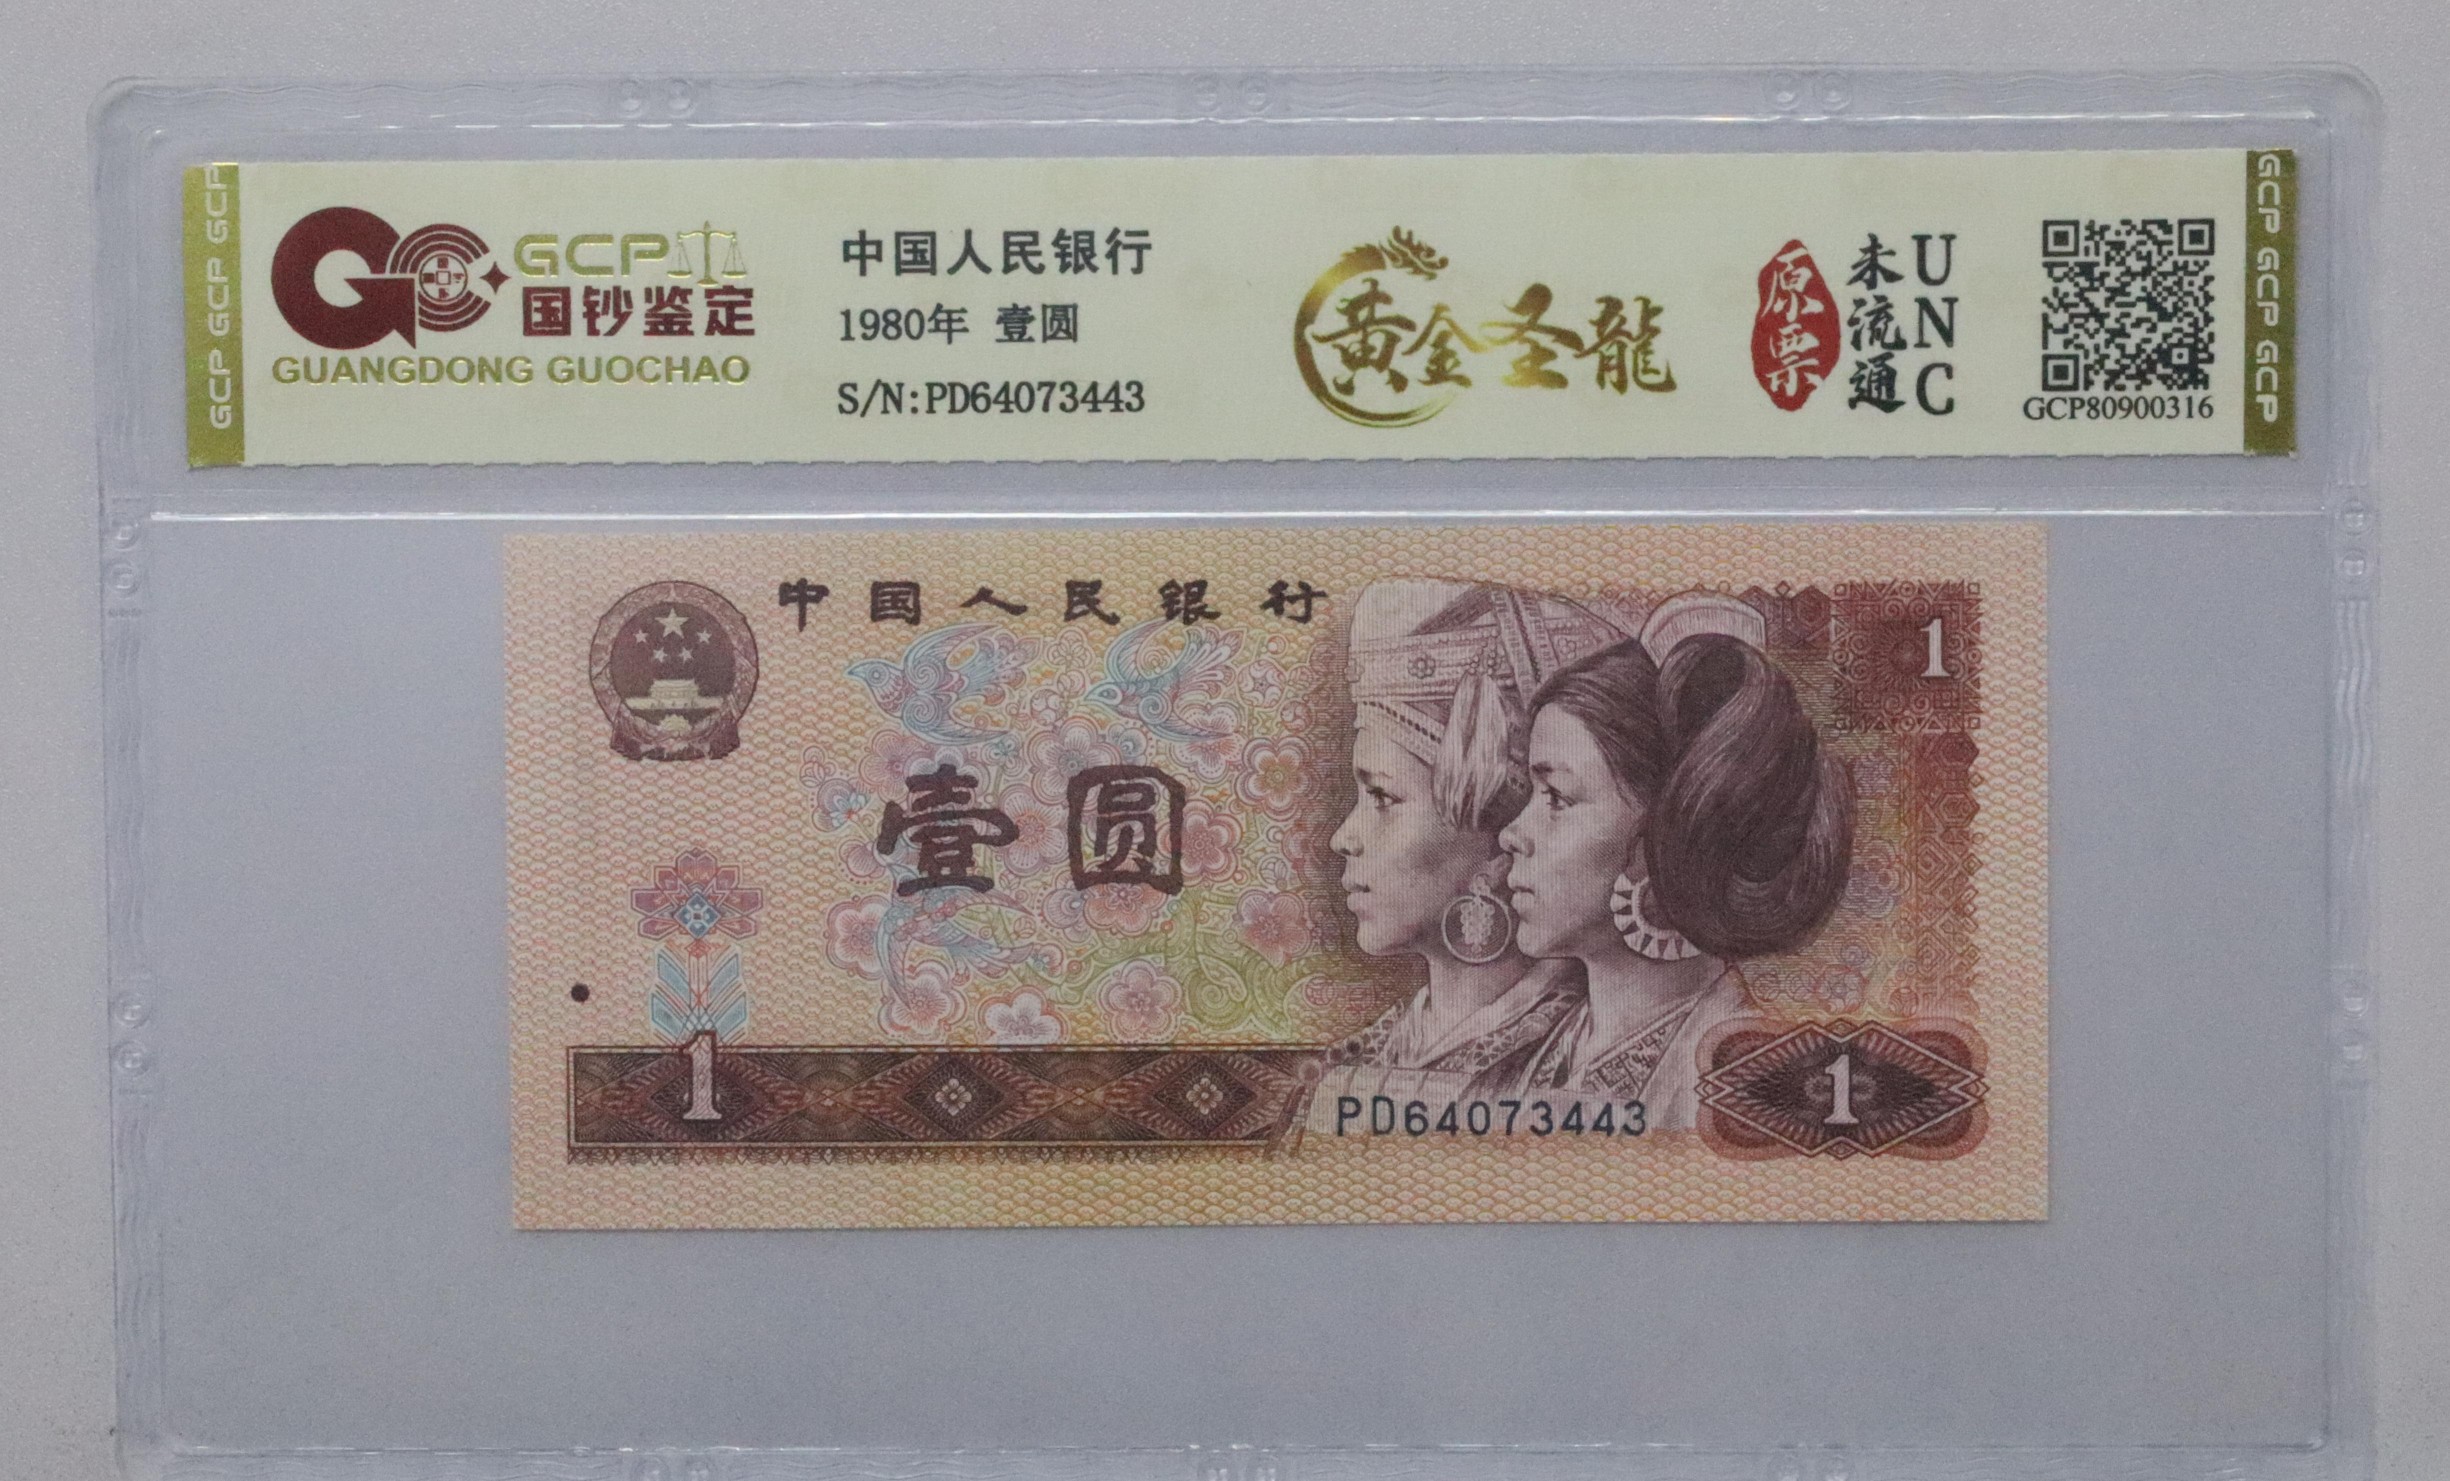 GCP GCP GCP
GCP
国钞鉴定
GUANGDONG GUOCHAO
中国人民银行
1980年 壹圆
S/N:PD64073443
黄金圣龍
原票
未流通
UNC
GCP80900316
GCP GCP GCP
中国人民银行
1
壹圆
1
PD64073443
1